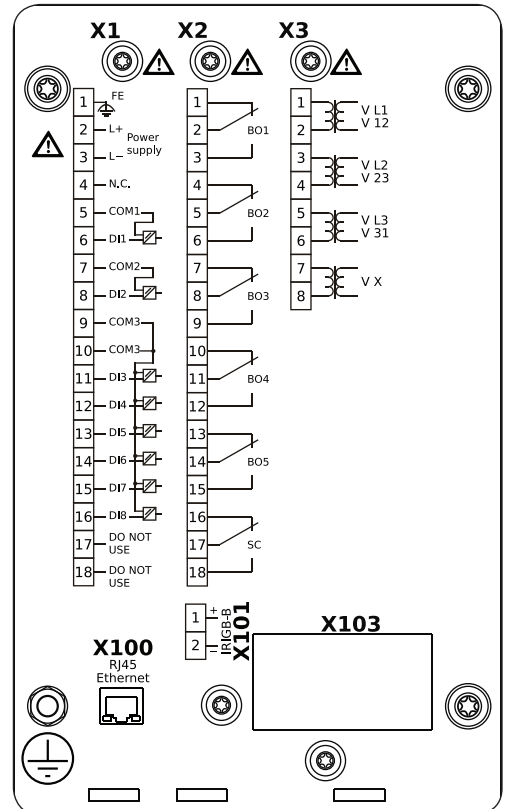 X1
X2
X3
1
FE
2
L+
Power
supply
3
L−
4
N.C.
5
COM1
6
DI1
7
COM2
8
DI2
9
COM3
10
COM3
11
DI3
12
DI4
13
DI5
14
DI6
15
DI7
16
DI8
17
DO NOT
USE
18
DO NOT
USE
1
2
BO1
3
4
5
BO2
6
7
8
BO3
9
10
11
BO4
12
13
14
BO5
15
16
17
SC
18
1
V L1
2
V 12
3
V L2
4
V 23
5
V L3
6
V 31
7
V X
8
1
+
2
−
IRIGB-B
X101
X100
RJ45
Ethernet
X103